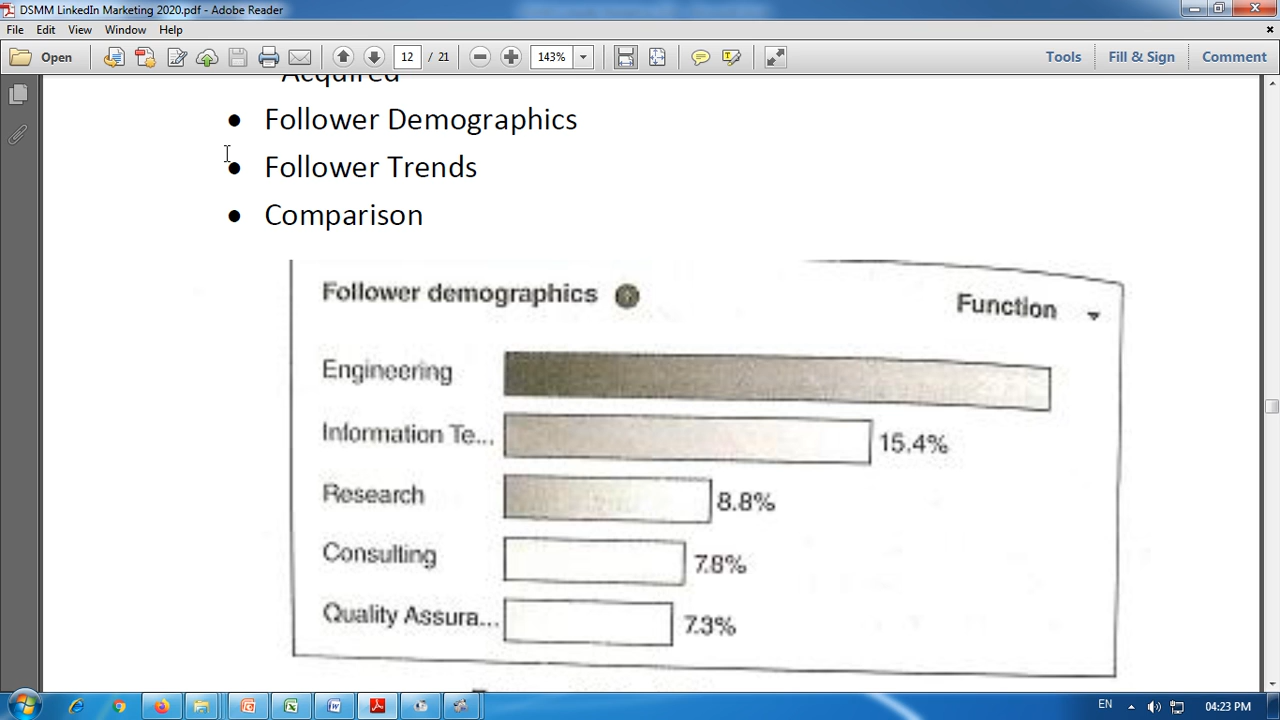 DSMM LinkedIn Marketing 2020.pdf - Adobe Reader
File Edit View Window Help
Open 12 / 21 143% Tools Fill & Sign Comment
Acquired
• Follower Demographics
• Follower Trends
• Comparison
Follower demographics
Function
Engineering
Information Te... 15.4%
Research 8.8%
Consulting 7.8%
Quality Assura... 7.3%
EN 04:23 PM